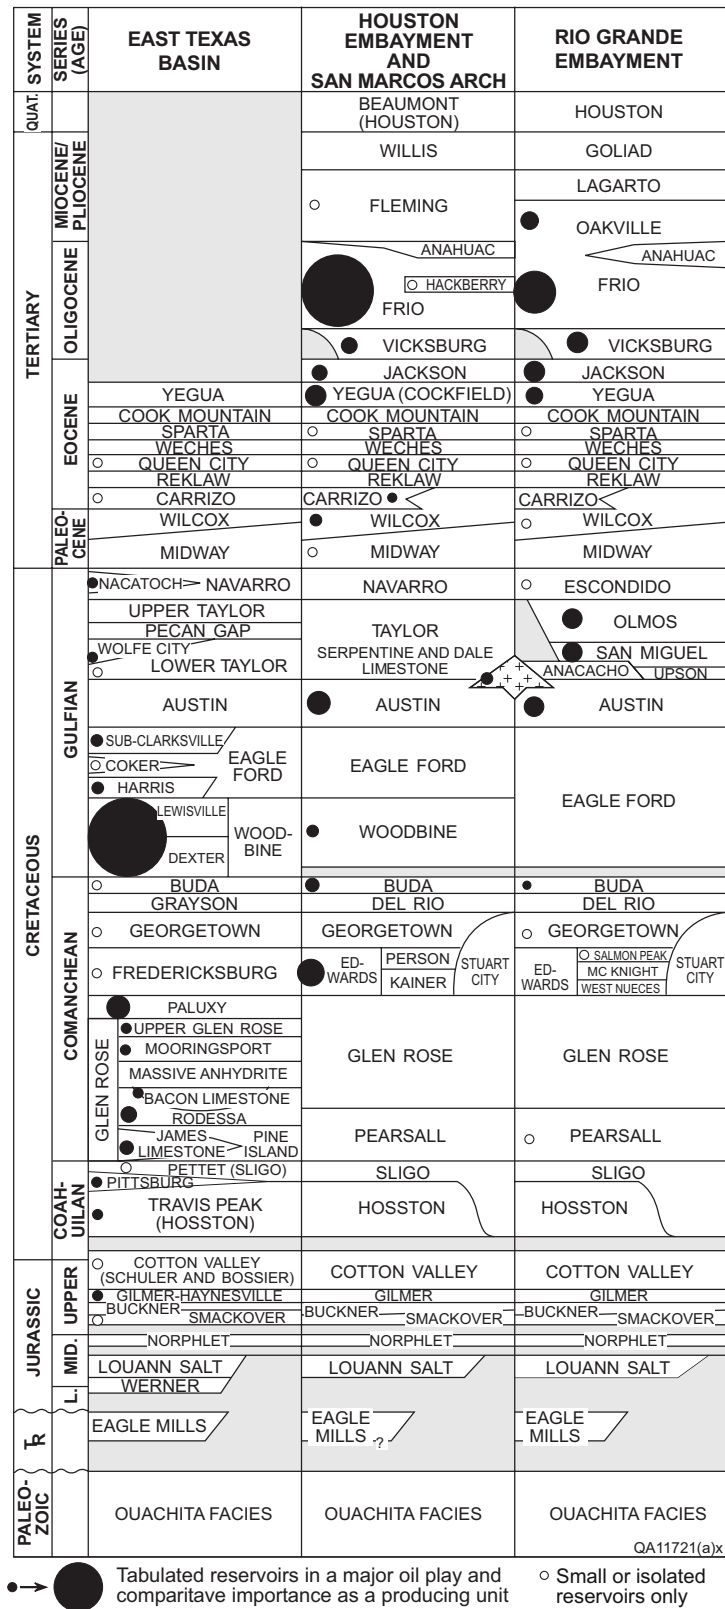 SYSTEM
SERIES
(AGE)
EAST TEXAS
BASIN
HOUSTON
EMBAYMENT
AND
SAN MARCOS ARCH
RIO GRANDE
EMBAYMENT
QUAT.
TERTIARY
CRETACEOUS
JURASSIC
TR
PALEO-
ZOIC
MIOCENE/
PLIOCENE
OLIGOCENE
EOCENE
PALEO-
CENE
GULFIAN
COMANCHEAN
COAH-
UILAN
UPPER
MID.
L.
YEGUA
COOK MOUNTAIN
SPARTA
WECHES
QUEEN CITY
REKLAW
CARRIZO
WILCOX
MIDWAY
NACATOCH
NAVARRO
UPPER TAYLOR
PECAN GAP
WOLFE CITY
LOWER TAYLOR
AUSTIN
SUB-CLARKSVILLE
COKER
HARRIS
EAGLE
FORD
LEWISVILLE
DEXTER
WOOD-
BINE
BUDA
GRAYSON
GEORGETOWN
FREDERICKSBURG
PALUXY
GLEN ROSE
UPPER GLEN ROSE
MOORINGSPORT
MASSIVE ANHYDRITE
BACON LIMESTONE
RODESSA
JAMES
LIMESTONE
PINE
ISLAND
PETTET (SLIGO)
PITTSBURG
TRAVIS PEAK
(HOSSTON)
COTTON VALLEY
(SCHULER AND BOSSIER)
GILMER-HAYNESVILLE
BUCKNER
SMACKOVER
NORPHLET
LOUANN SALT
WERNER
EAGLE MILLS
OUACHITA FACIES
BEAUMONT
(HOUSTON)
WILLIS
FLEMING
ANAHUAC
HACKBERRY
FRIO
VICKSBURG
JACKSON
YEGUA (COCKFIELD)
COOK MOUNTAIN
SPARTA
WECHES
QUEEN CITY
REKLAW
CARRIZO
WILCOX
MIDWAY
NAVARRO
TAYLOR
SERPENTINE AND DALE
LIMESTONE
AUSTIN
EAGLE FORD
WOODBINE
BUDA
DEL RIO
GEORGETOWN
ED-
WARDS
PERSON
KAINER
STUART
CITY
GLEN ROSE
PEARSALL
SLIGO
HOSSTON
COTTON VALLEY
GILMER
BUCKNER
SMACKOVER
NORPHLET
LOUANN SALT
EAGLE
MILLS
?
OUACHITA FACIES
HOUSTON
GOLIAD
LAGARTO
OAKVILLE
ANAHUAC
FRIO
VICKSBURG
JACKSON
YEGUA
COOK MOUNTAIN
SPARTA
WECHES
QUEEN CITY
REKLAW
CARRIZO
WILCOX
MIDWAY
ESCONDIDO
OLMOS
SAN MIGUEL
ANACACHO
UPSON
AUSTIN
EAGLE FORD
BUDA
DEL RIO
GEORGETOWN
ED-
WARDS
SALMON PEAK
MC KNIGHT
WEST NUECES
STUART
CITY
GLEN ROSE
PEARSALL
SLIGO
HOSSTON
COTTON VALLEY
GILMER
BUCKNER
SMACKOVER
NORPHLET
LOUANN SALT
EAGLE
MILLS
OUACHITA FACIES
QA11721(a)x
Tabulated reservoirs in a major oil play and
comparitave importance as a producing unit
Small or isolated
reservoirs only